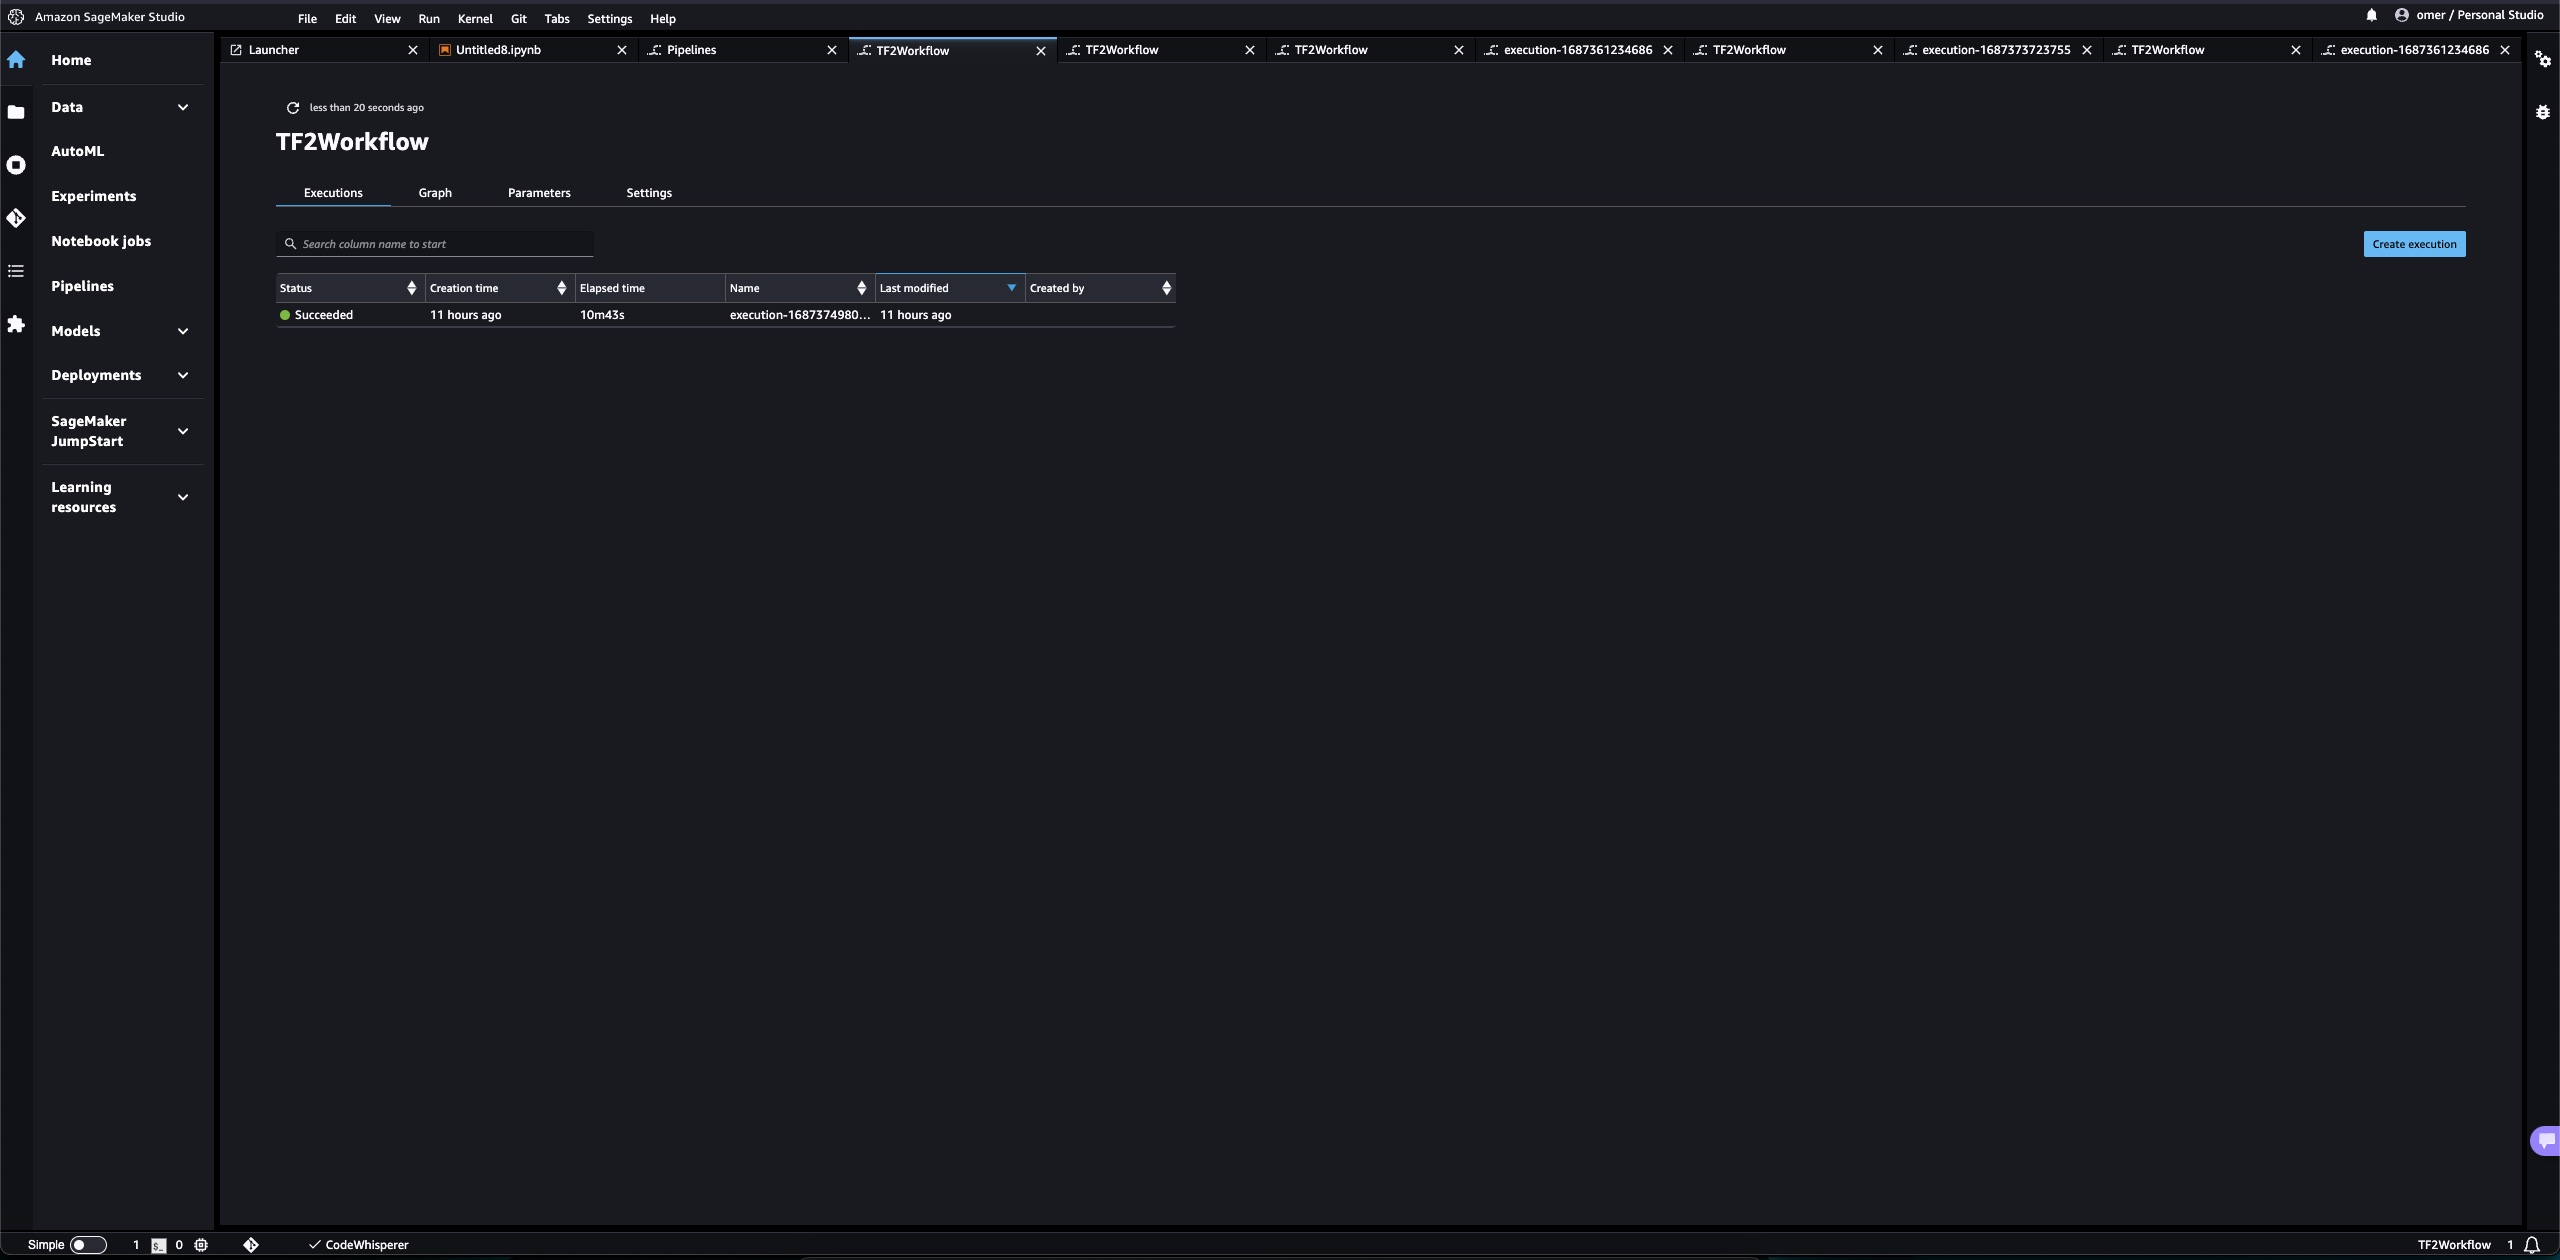 Amazon SageMaker Studio
File Edit View Run Kernel Git Tabs Settings Help
omer / Personal Studio
Launcher
Untitled8.ipynb
Pipelines
TF2Workflow
TF2Workflow
TF2Workflow
execution-1687361234686
TF2Workflow
execution-1687373723755
TF2Workflow
execution-1687361234686
Home
Data
AutoML
Experiments
Notebook jobs
Pipelines
Models
Deployments
SageMaker
JumpStart
Learning
resources
less than 20 seconds ago
TF2Workflow
Executions Graph Parameters Settings
Search column name to start
Create execution
Status Creation time Elapsed time Name Last modified Created by
Succeeded 11 hours ago 10m43s execution-1687374980... 11 hours ago
Simple 1 $_ 0 CodeWhisperer
TF2Workflow 1